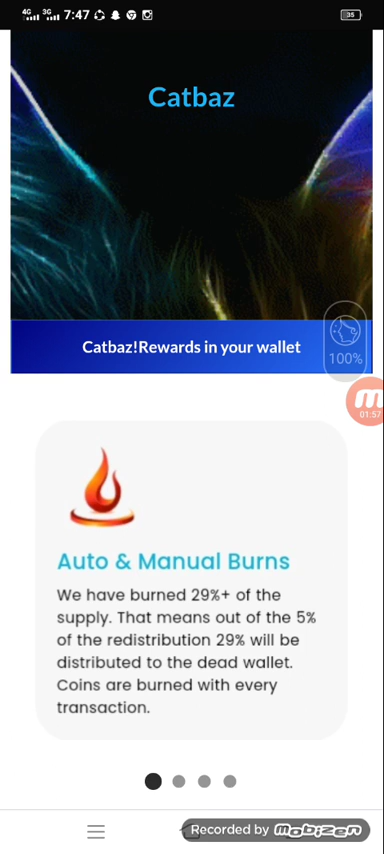 4G 3G 7:47 35
Catbaz
Catbaz!Rewards in your wallet
100%
01:57
Auto & Manual Burns
We have burned 29%+ of the
supply. That means out of the 5%
of the redistribution 29% will be
distributed to the dead wallet.
Coins are burned with every
transaction.
Recorded by mobizen